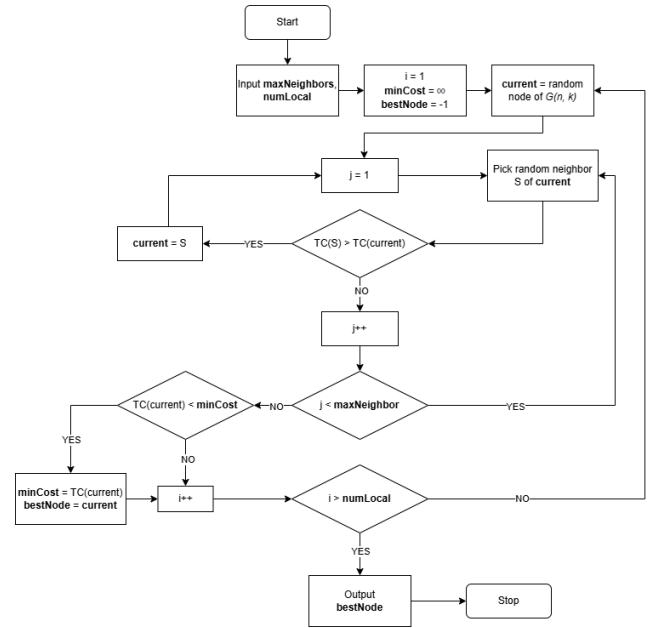 Start
Input maxNeighbors,
numLocal
i = 1
minCost = ∞
bestNode = -1
current = random
node of G(n, k)
j = 1
Pick random neighbor
S of current
current = S
YES
TC(S) > TC(current)
NO
j++
TC(current) < minCost
NO
j < maxNeighbor
YES
YES
NO
minCost = TC(current)
bestNode = current
i++
i > numLocal
NO
YES
Output
bestNode
Stop